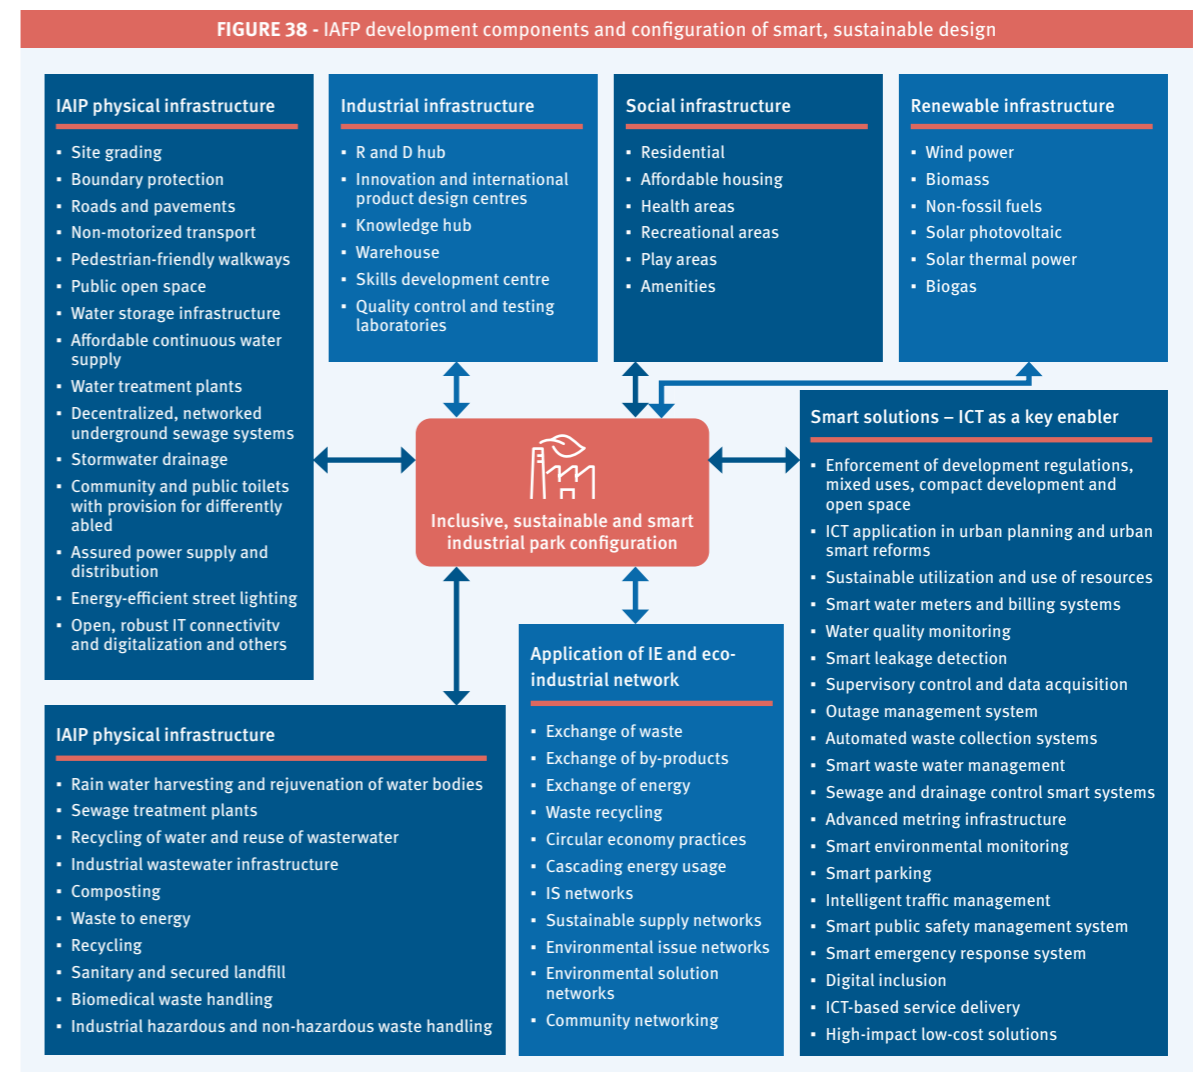 FIGURE 38 - IAFP development components and configuration of smart, sustainable design
IAIP physical infrastructure
▪ Site grading
▪ Boundary protection
▪ Roads and pavements
▪ Non-motorized transport
▪ Pedestrian-friendly walkways
▪ Public open space
▪ Water storage infrastructure
▪ Affordable continuous water
supply
▪ Water treatment plants
▪ Decentralized, networked
underground sewage systems
▪ Stormwater drainage
▪ Community and public toilets
with provision for differently
abled
▪ Assured power supply and
distribution
▪ Energy-efficient street lighting
▪ Open, robust IT connectivity
and digitalization and others
Industrial infrastructure
▪ R and D hub
▪ Innovation and international
product design centres
▪ Knowledge hub
▪ Warehouse
▪ Skills development centre
▪ Quality control and testing
laboratories
Social infrastructure
▪ Residential
▪ Affordable housing
▪ Health areas
▪ Recreational areas
▪ Play areas
▪ Amenities
Renewable infrastructure
▪ Wind power
▪ Biomass
▪ Non-fossil fuels
▪ Solar photovoltaic
▪ Solar thermal power
▪ Biogas
Inclusive, sustainable and smart
industrial park configuration
Smart solutions – ICT as a key enabler
▪ Enforcement of development regulations,
mixed uses, compact development and
open space
▪ ICT application in urban planning and urban
smart reforms
▪ Sustainable utilization and use of resources
▪ Smart water meters and billing systems
▪ Water quality monitoring
▪ Smart leakage detection
▪ Supervisory control and data acquisition
▪ Outage management system
▪ Automated waste collection systems
▪ Smart waste water management
▪ Sewage and drainage control smart systems
▪ Advanced metring infrastructure
▪ Smart environmental monitoring
▪ Smart parking
▪ Intelligent traffic management
▪ Smart public safety management system
▪ Smart emergency response system
▪ Digital inclusion
▪ ICT-based service delivery
▪ High-impact low-cost solutions
IAIP physical infrastructure
▪ Rain water harvesting and rejuvenation of water bodies
▪ Sewage treatment plants
▪ Recycling of water and reuse of wasterwater
▪ Industrial wastewater infrastructure
▪ Composting
▪ Waste to energy
▪ Recycling
▪ Sanitary and secured landfill
▪ Biomedical waste handling
▪ Industrial hazardous and non-hazardous waste handling
Application of IE and eco-
industrial network
▪ Exchange of waste
▪ Exchange of by-products
▪ Exchange of energy
▪ Waste recycling
▪ Circular economy practices
▪ Cascading energy usage
▪ IS networks
▪ Sustainable supply networks
▪ Environmental issue networks
▪ Environmental solution
networks
▪ Community networking